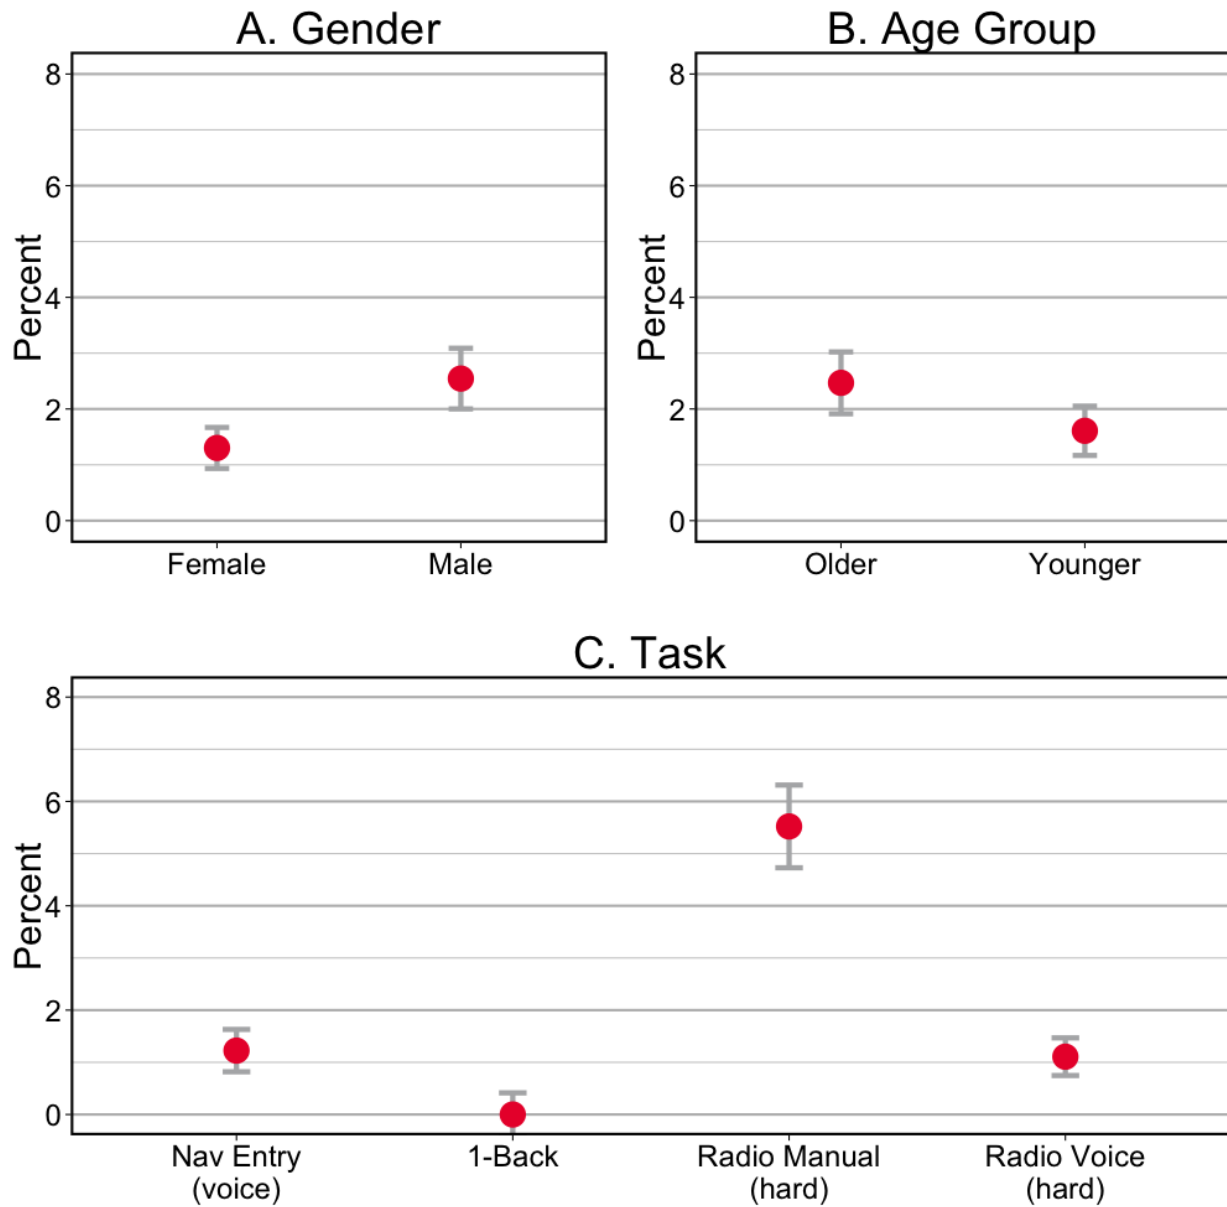 A. Gender
8
6
4
2
0
Percent
Female Male
B. Age Group
8
6
4
2
0
Percent
Older Younger
C. Task
8
6
4
2
0
Percent
Nav Entry 1-Back Radio Manual Radio Voice
(voice) (hard) (hard)